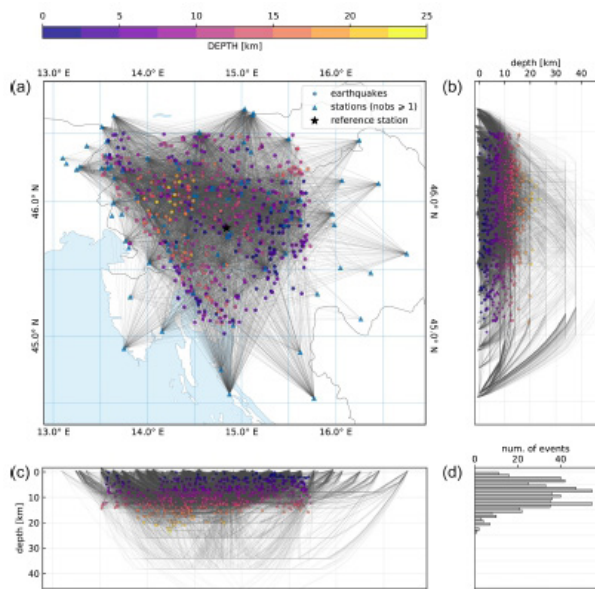 0 5 10 15 20 25
DEPTH [km]
(a) 13.0° E 14.0° E 15.0° E
earthquakes
stations (nobs ⩾ 1)
reference station
46.0° N
45.0° N
46.0° N
45.0° N
13.0° E 14.0° E 15.0° E 16.0° E
(b) depth [km]
0 10 20 30 40
(c)
depth [km]
0
10
20
30
40
(d) num. of events
0 20 40